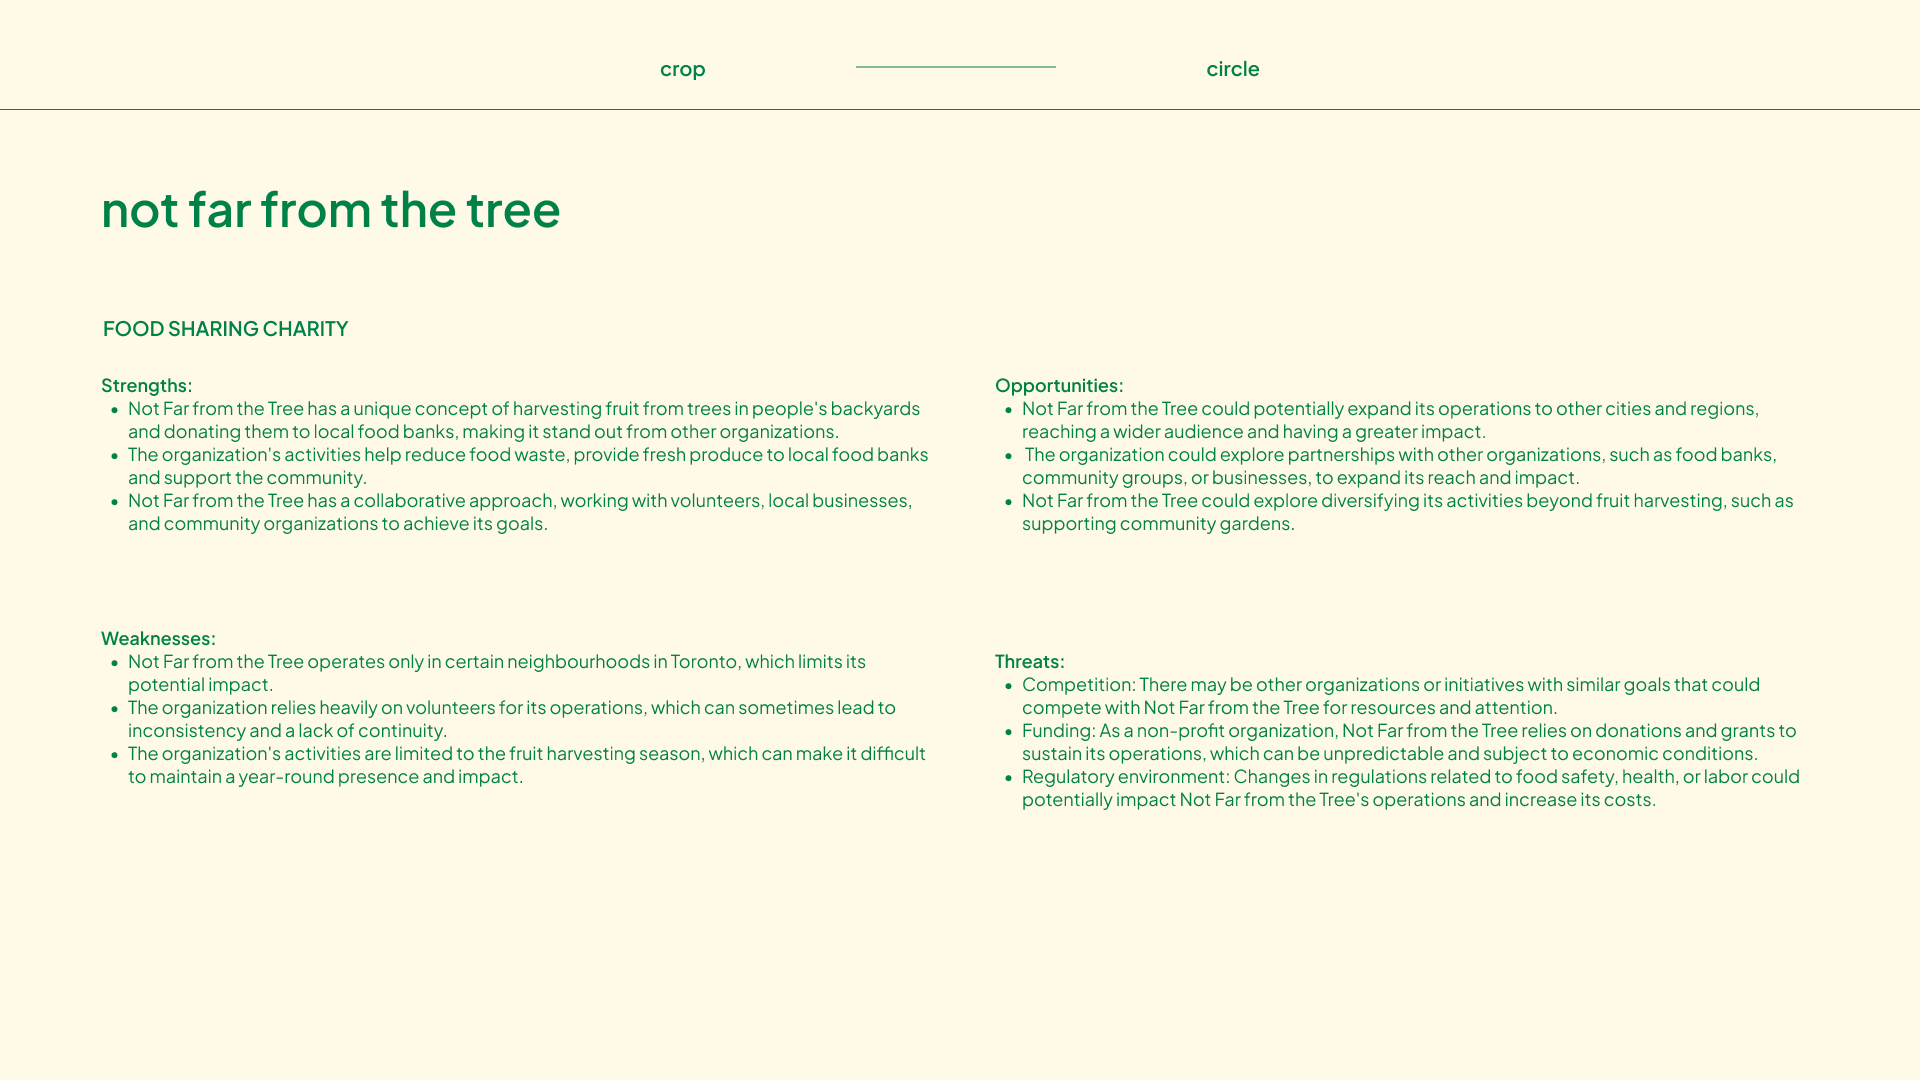 crop
circle
not far from the tree
FOOD SHARING CHARITY
Strengths:
• Not Far from the Tree has a unique concept of harvesting fruit from trees in people's backyards
and donating them to local food banks, making it stand out from other organizations.
• The organization's activities help reduce food waste, provide fresh produce to local food banks
and support the community.
• Not Far from the Tree has a collaborative approach, working with volunteers, local businesses,
and community organizations to achieve its goals.
Weaknesses:
• Not Far from the Tree operates only in certain neighbourhoods in Toronto, which limits its
potential impact.
• The organization relies heavily on volunteers for its operations, which can sometimes lead to
inconsistency and a lack of continuity.
• The organization's activities are limited to the fruit harvesting season, which can make it difficult
to maintain a year-round presence and impact.
Opportunities:
• Not Far from the Tree could potentially expand its operations to other cities and regions,
reaching a wider audience and having a greater impact.
• The organization could explore partnerships with other organizations, such as food banks,
community groups, or businesses, to expand its reach and impact.
• Not Far from the Tree could explore diversifying its activities beyond fruit harvesting, such as
supporting community gardens.
Threats:
• Competition: There may be other organizations or initiatives with similar goals that could
compete with Not Far from the Tree for resources and attention.
• Funding: As a non-profit organization, Not Far from the Tree relies on donations and grants to
sustain its operations, which can be unpredictable and subject to economic conditions.
• Regulatory environment: Changes in regulations related to food safety, health, or labor could
potentially impact Not Far from the Tree's operations and increase its costs.